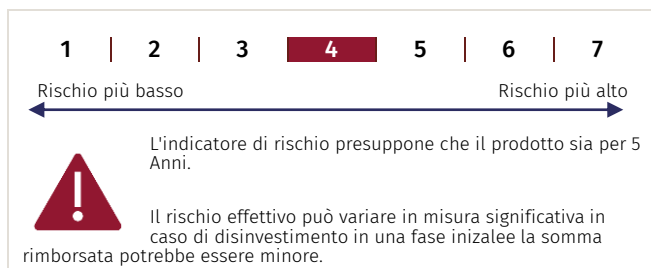 1 2 3 4 5 6 7
Rischio più basso Rischio più alto
L'indicatore di rischio presuppone che il prodotto sia per 5
Anni.
Il rischio effettivo può variare in misura significativa in
caso di disinvestimento in una fase inizalee la somma
rimborsata potrebbe essere minore.